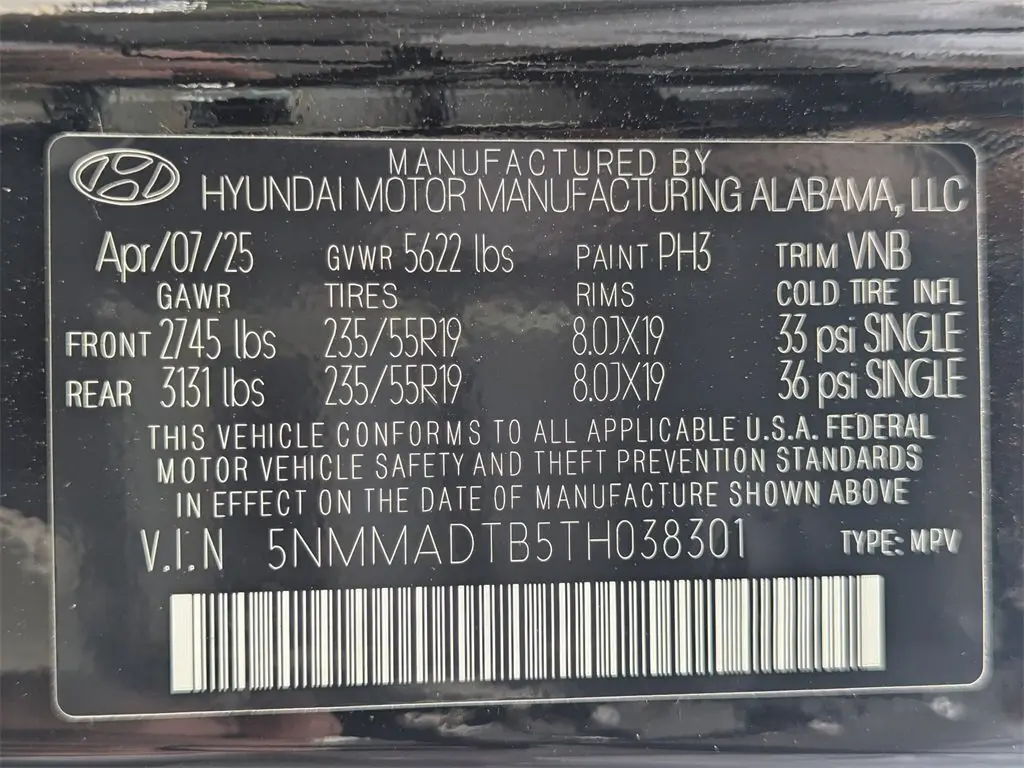 MANUFACTURED BY
HYUNDAI MOTOR MANUFACTURING ALABAMA, LLC
Apr/07/25 GVWR 5622 lbs PAINT PH3 TRIM VNB
GAWR TIRES RIMS COLD TIRE INFL
FRONT 2745 lbs 235/55R19 8.0JX19 33 psi SINGLE
REAR 3131 lbs 235/55R19 8.0JX19 36 psi SINGLE
THIS VEHICLE CONFORMS TO ALL APPLICABLE U.S.A. FEDERAL
MOTOR VEHICLE SAFETY AND THEFT PREVENTION STANDARDS
IN EFFECT ON THE DATE OF MANUFACTURE SHOWN ABOVE
V.I.N 5NMMADTB5TH038301 TYPE: MPV